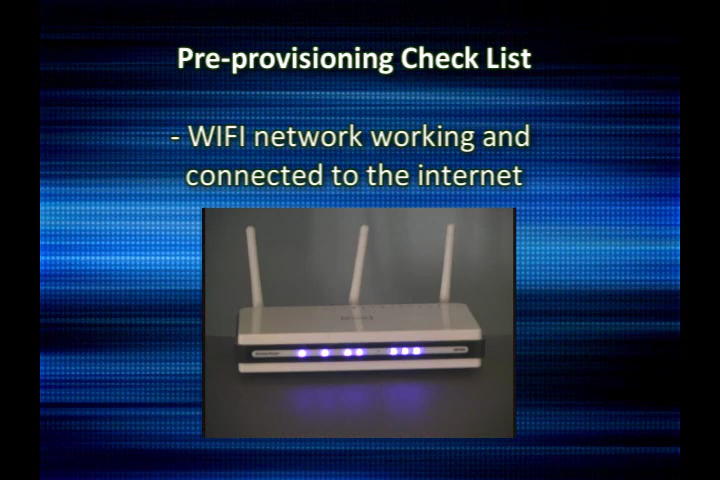 Pre-provisioning Check List
- WIFI network working and
connected to the internet